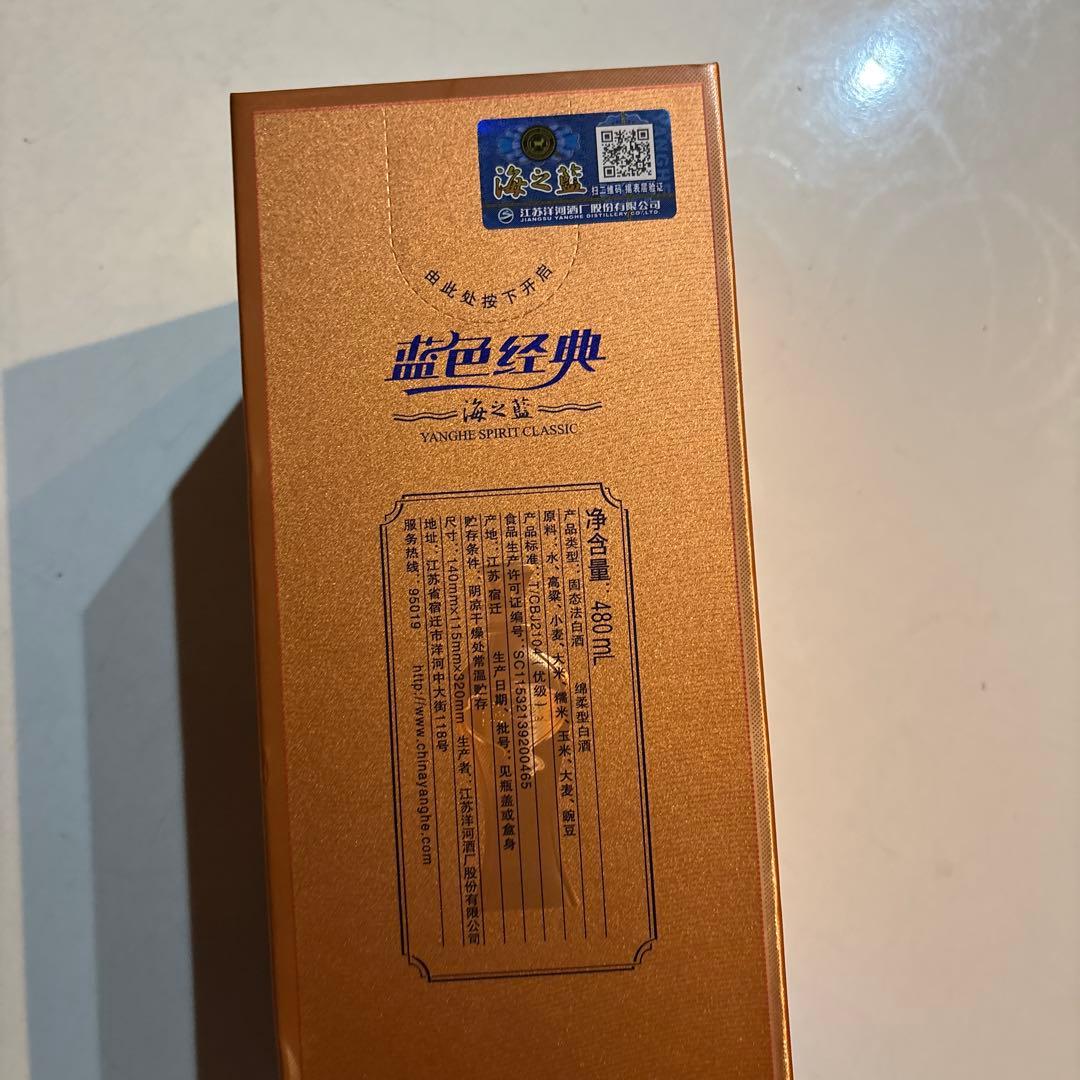 海之蓝
扫二维码 揭表层验证
江苏洋河酒厂股份有限公司
JIANGSU YANGHE DISTILLERY CO.,LTD.
由此处按下开启
蓝色经典
海之藍
YANGHE SPIRIT CLASSIC
净含量：480mL
产品类型：固态法白酒 绵柔型白酒
原料：水、高粱、小麦、大米、糯米、玉米、大麦、豌豆
产品标准：T/CBJ210（优级）
食品生产许可证编号：SC11532139200465
产地：江苏 宿迁 生产日期、批号：见瓶盖或盒身
贮存条件：阴凉干燥处常温贮存
尺寸：140mmx115mmx320mm 生产者：江苏洋河酒厂股份有限公司
地址：江苏省宿迁市洋河中大街118号
服务热线：95019 http://www.chinayanghe.com